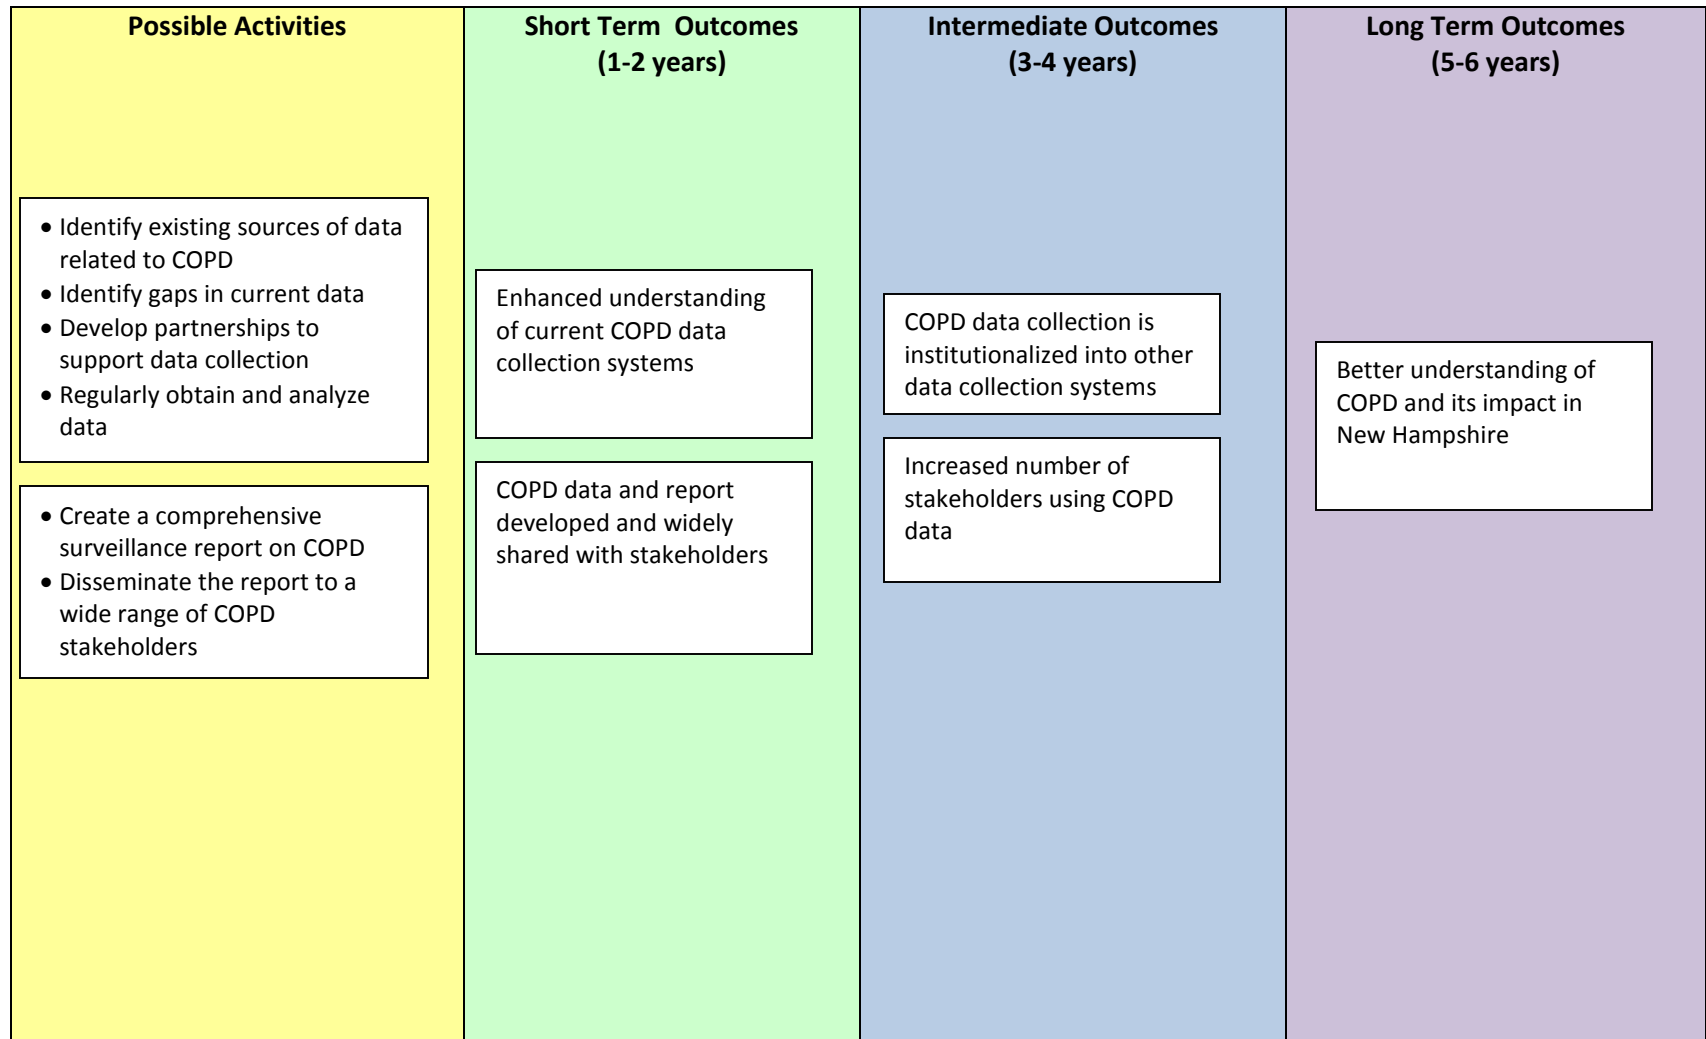 Possible Activities
Short Term  Outcomes
(1-2 years)
Intermediate Outcomes
(3-4 years)
Long Term Outcomes
(5-6 years)
• Identify existing sources of data
related to COPD
• Identify gaps in current data
• Develop partnerships to
support data collection
• Regularly obtain and analyze
data
• Create a comprehensive
surveillance report on COPD
• Disseminate the report to a
wide range of COPD
stakeholders
Enhanced understanding
of current COPD data
collection systems
COPD data and report
developed and widely
shared with stakeholders
COPD data collection is
institutionalized into other
data collection systems
Increased number of
stakeholders using COPD
data
Better understanding of
COPD and its impact in
New Hampshire